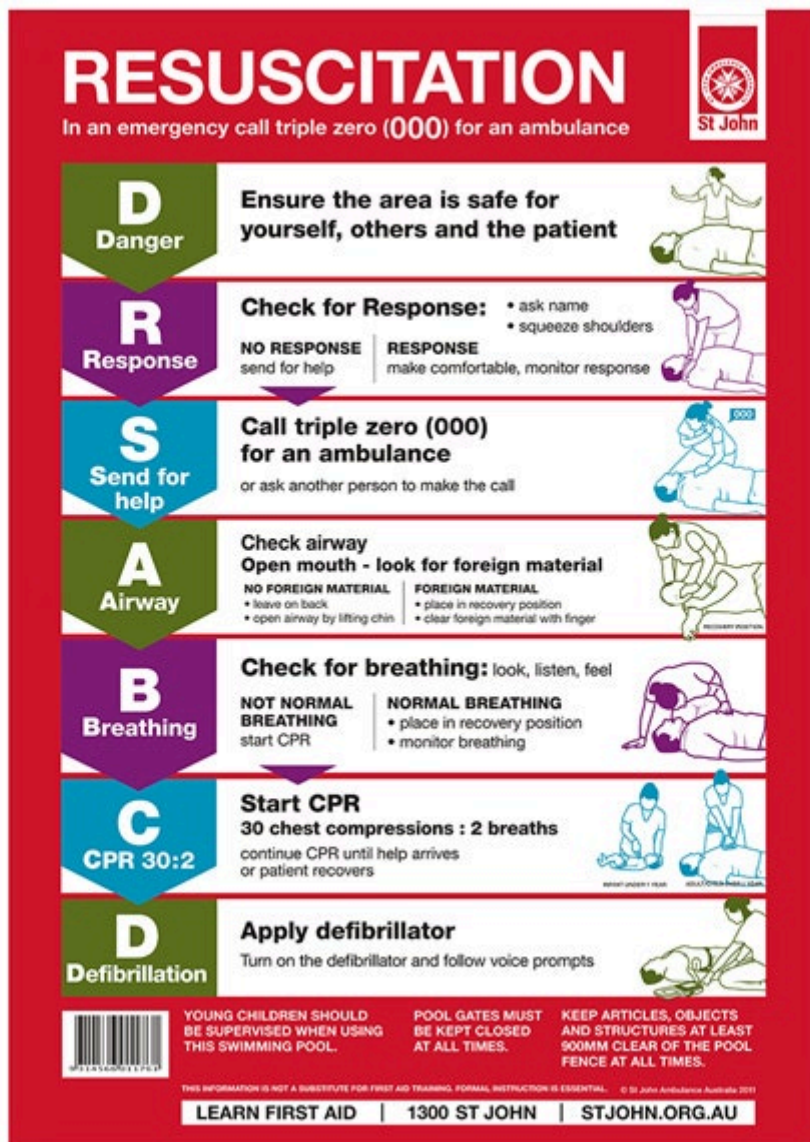 RESUSCITATION
In an emergency call triple zero (000) for an ambulance
St John
D
Danger
Ensure the area is safe for
yourself, others and the patient
R
Response
Check for Response:
• ask name
• squeeze shoulders
NO RESPONSE
send for help
RESPONSE
make comfortable, monitor response
S
Send for
help
Call triple zero (000)
for an ambulance
or ask another person to make the call
000
A
Airway
Check airway
Open mouth - look for foreign material
NO FOREIGN MATERIAL
• leave on back
• open airway by lifting chin
FOREIGN MATERIAL
• place in recovery position
• clear foreign material with finger
RECOVERY POSITION
B
Breathing
Check for breathing: look, listen, feel
NOT NORMAL
BREATHING
start CPR
NORMAL BREATHING
• place in recovery position
• monitor breathing
C
CPR 30:2
Start CPR
30 chest compressions : 2 breaths
continue CPR until help arrives
or patient recovers
INFANT UNDER 1 YEAR
D
Defibrillation
Apply defibrillator
Turn on the defibrillator and follow voice prompts
YOUNG CHILDREN SHOULD
BE SUPERVISED WHEN USING
THIS SWIMMING POOL.
POOL GATES MUST
BE KEPT CLOSED
AT ALL TIMES.
KEEP ARTICLES, OBJECTS
AND STRUCTURES AT LEAST
900MM CLEAR OF THE POOL
FENCE AT ALL TIMES.
THIS INFORMATION IS NOT A SUBSTITUTE FOR FIRST AID TRAINING. FORMAL INSTRUCTION IS ESSENTIAL.
© St John Ambulance Australia 2011
LEARN FIRST AID | 1300 ST JOHN | STJOHN.ORG.AU